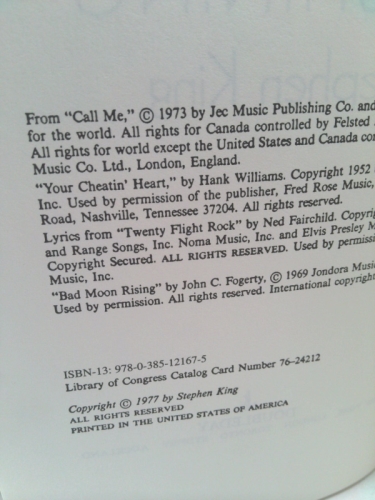 From "Call Me," © 1973 by Jec Music Publishing Co. and
for the world. All rights for Canada controlled by Felsted
All rights for world except the United States and Canada con
Music Co. Ltd., London, England.
"Your Cheatin' Heart," by Hank Williams. Copyright 1952
Inc. Used by permission of the publisher, Fred Rose Music,
Road, Nashville, Tennessee 37204. All rights reserved.
Lyrics from "Twenty Flight Rock" by Ned Fairchild. Copyrig
and Range Songs, Inc. Noma Music, Inc. and Elvis Presley M
Copyright Secured. ALL RIGHTS RESERVED. Used by permiss
Music, Inc.
"Bad Moon Rising" by John C. Fogerty, © 1969 Jondora Music
Used by permission. All rights reserved. International copyright
ISBN-13: 978-0-385-12167-5
Library of Congress Catalog Card Number 76-24212
Copyright © 1977 by Stephen King
ALL RIGHTS RESERVED
PRINTED IN THE UNITED STATES OF AMERICA